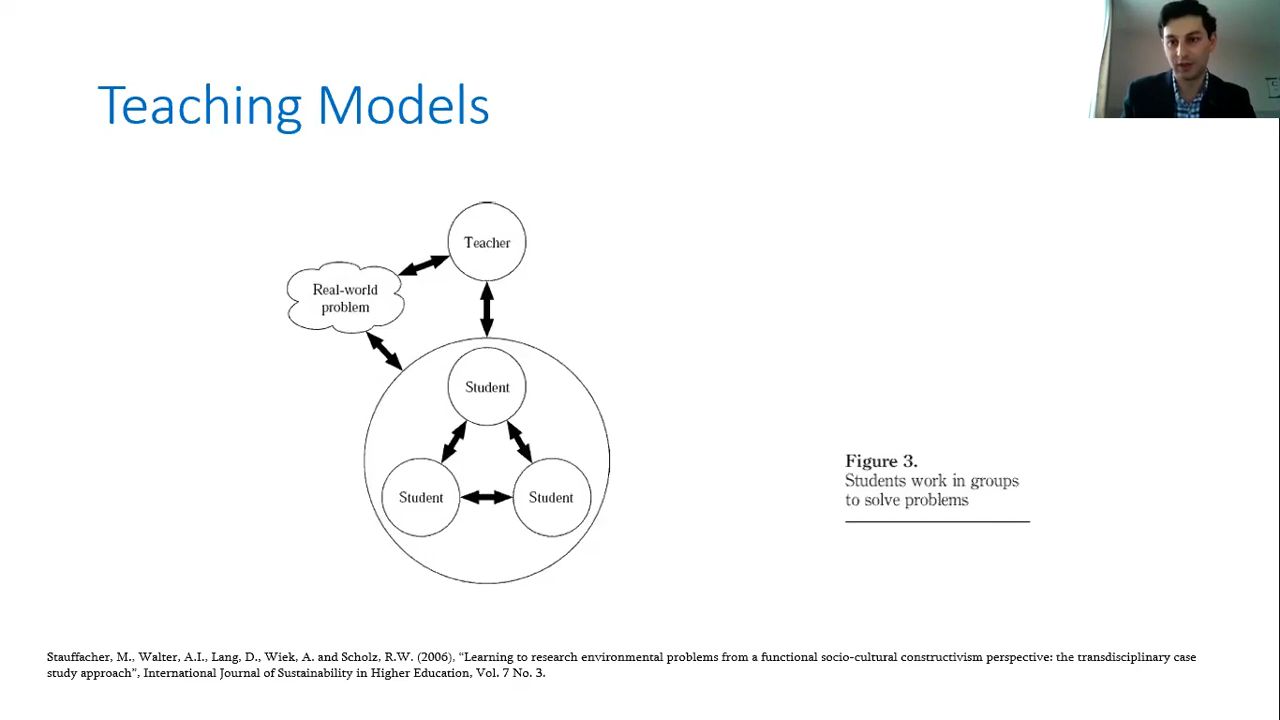 Teaching Models
Teacher
Real-world
problem
Student
Student
Student
Figure 3.
Students work in groups
to solve problems
Stauffacher, M., Walter, A.I., Lang, D., Wiek, A. and Scholz, R.W. (2006), “Learning to research environmental problems from a functional socio-cultural constructivism perspective: the transdisciplinary case
study approach”, International Journal of Sustainability in Higher Education, Vol. 7 No. 3.